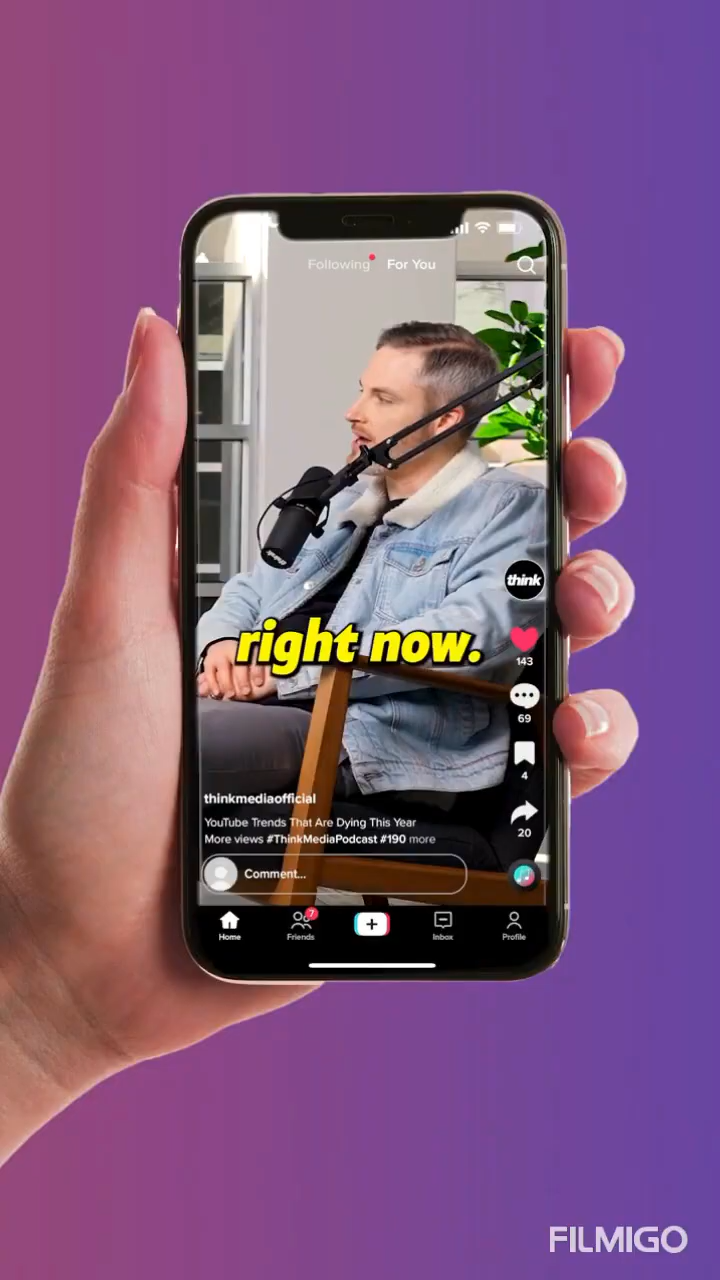 Following For You
think
right now.
143
69
4
20
thinkmediaofficial
YouTube Trends That Are Dying This Year
More views #ThinkMediaPodcast #190 more
Comment...
7
Home Friends Inbox Profile
FILMIGO